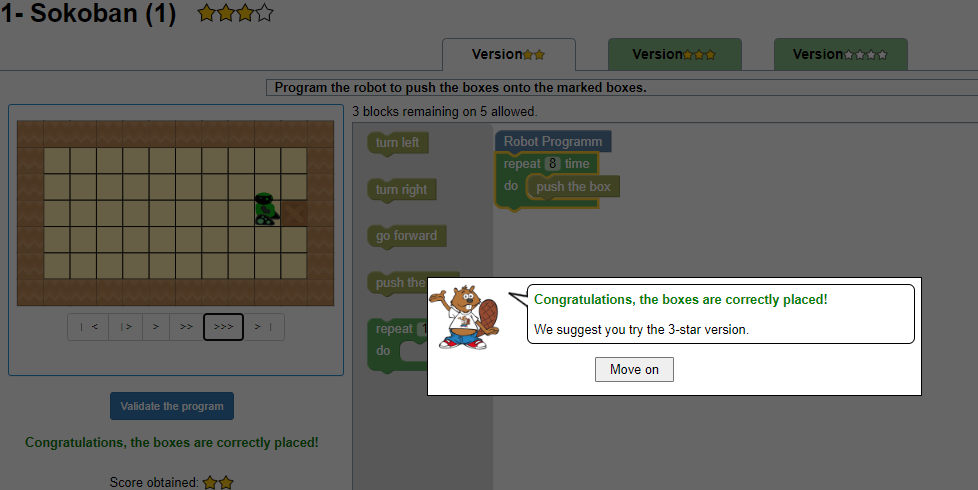 1- Sokoban (1)
Version
Version
Version
Program the robot to push the boxes onto the marked boxes.
3 blocks remaining on 5 allowed.
turn left
turn right
go forward
push the
repeat
do
Robot Programm
repeat 8 time
do push the box
| < |> > >> >>> > |
Validate the program
Congratulations, the boxes are correctly placed!
Score obtained:
Congratulations, the boxes are correctly placed!
We suggest you try the 3-star version.
Move on